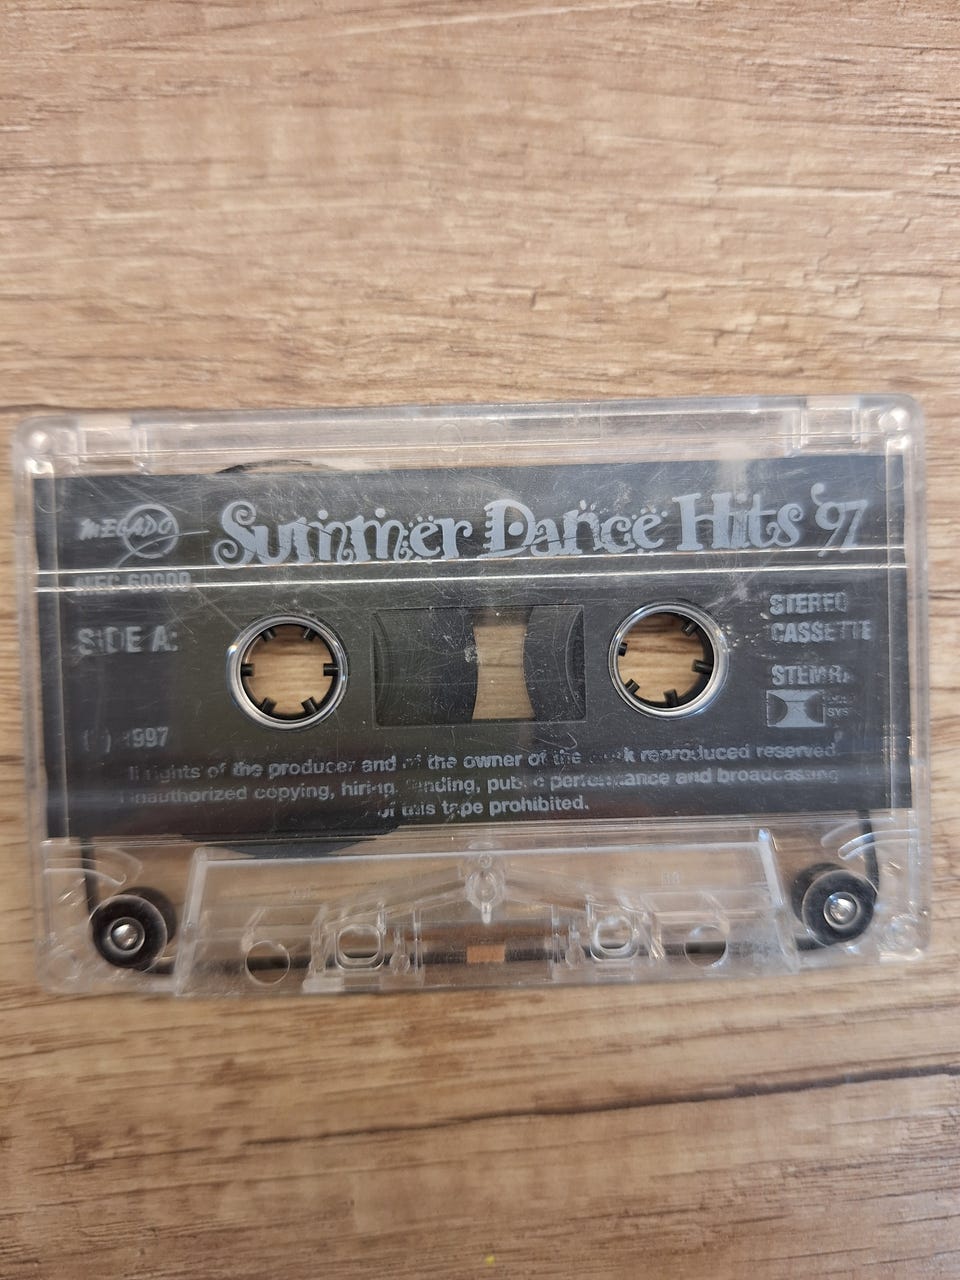 MEGADO
Summer Dance Hits '97
SIDE A:
STEREO
CASSETTE
STEMRA
1997
rights of the producer and of the owner of the work reproduced reserved.
Unauthorized copying, hiring, lending, public performance and broadcasting
of this tape prohibited.